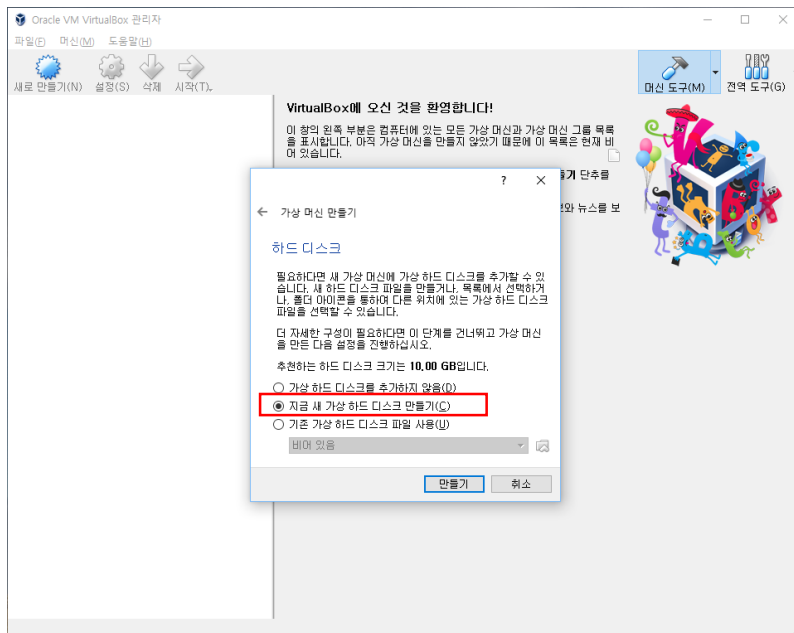 Oracle VM VirtualBox 관리자
파일(F) 머신(M) 도움말(H)
새로 만들기(N) 설정(S) 삭제 시작(T)
머신 도구(M) 전역 도구(G)
VirtualBox에 오신 것을 환영합니다!
이 창의 왼쪽 부분은 컴퓨터에 있는 모든 가상 머신과 가상 머신 그룹 목록
을 표시합니다. 아직 가상 머신을 만들지 않았기 때문에 이 목록은 현재 비
어 있습니다.
기 단추를
와 뉴스를 보
?
가상 머신 만들기
하드 디스크
필요하다면 새 가상 머신에 가상 하드 디스크를 추가할 수 있
습니다. 새 하드 디스크 파일을 만들거나, 목록에서 선택하거
나, 폴더 아이콘을 통하여 다른 위치에 있는 가상 하드 디스크
파일을 선택할 수 있습니다.
더 자세한 구성이 필요하다면 이 단계를 건너뛰고 가상 머신
을 만든 다음 설정을 진행하십시오.
추천하는 하드 디스크 크기는 10.00 GB입니다.
가상 하드 디스크를 추가하지 않음(D)
지금 새 가상 하드 디스크 만들기(C)
기존 가상 하드 디스크 파일 사용(U)
비어 있음
만들기 취소